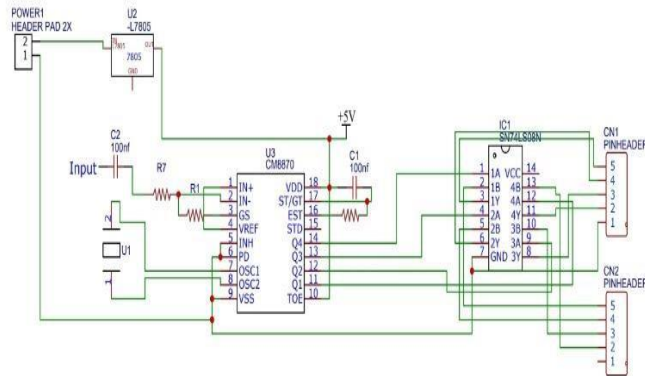 POWER1
HEADER PAD 2X
2
1
U2
-L7805
IN
L7805
OUT
7805
GND
+5V
C2
100nf
Input
R7
R1
U1
2
1
U3
CM8870
1 IN+ VDD 18
2 IN- ST/GT 17
3 GS EST 16
4 VREF STD 15
5 INH Q4 14
6 PD Q3 13
7 OSC1 Q2 12
8 OSC2 Q1 11
9 VSS TOE 10
C1
100nf
IC1
SN74LS08N
1 1A VCC 14
2 1B 4B 13
3 1Y 4A 12
4 2A 4Y 11
5 2B 3B 10
6 2Y 3A 9
7 GND 3Y 8
CN1
PINHEADER
5
4
3
2
1
CN2
PINHEADER
5
4
3
2
1